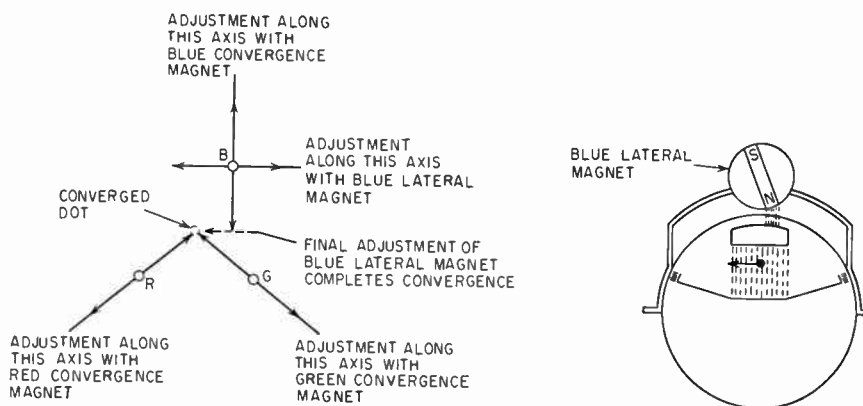 ADJUSTMENT ALONG
THIS AXIS WITH
BLUE CONVERGENCE
MAGNET
B
ADJUSTMENT
ALONG THIS AXIS
WITH BLUE LATERAL
MAGNET
CONVERGED
DOT
FINAL ADJUSTMENT OF
BLUE LATERAL MAGNET
COMPLETES CONVERGENCE
R
G
ADJUSTMENT ALONG
THIS AXIS WITH
RED CONVERGENCE
MAGNET
ADJUSTMENT ALONG
THIS AXIS WITH
GREEN CONVERGENCE
MAGNET
BLUE LATERAL
MAGNET
S
N